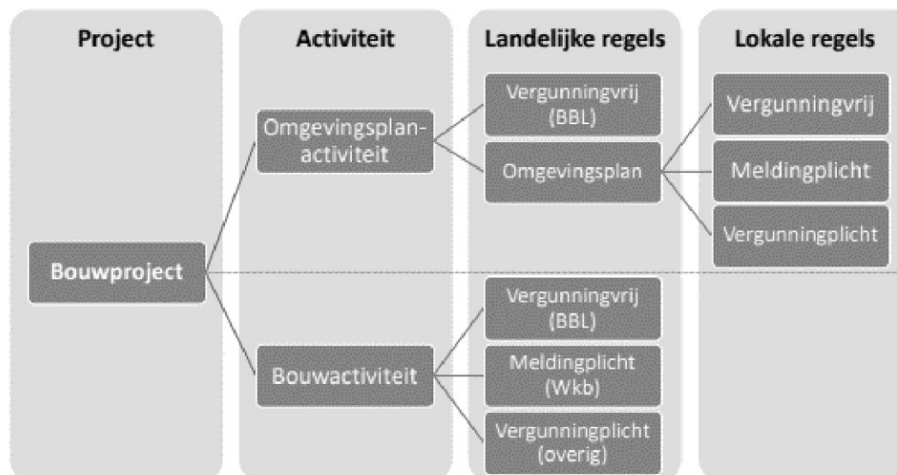 Project
Activiteit
Landelijke regels
Lokale regels
Bouwproject
Omgevingsplan-
activiteit
Bouwactiviteit
Vergunningvrij
(BBL)
Omgevingsplan
Vergunningvrij
(BBL)
Meldingplicht
(Wkb)
Vergunningplicht
(overig)
Vergunningvrij
Meldingplicht
Vergunningplicht